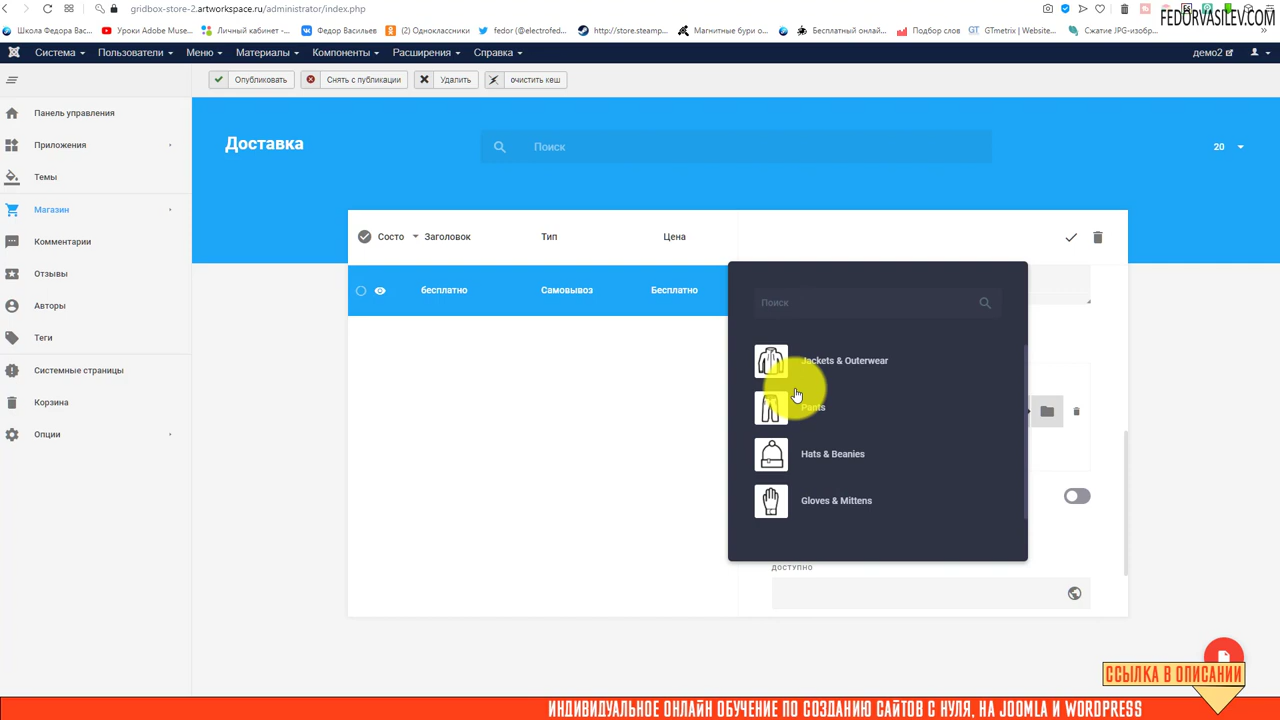 gridbox-store-2.artworkspace.ru/administrator/index.php
FEDORVASILEV.COM
Школа Федора Вас...
Уроки Adobe Muse...
Личный кабинет -...
Федор Васильев
(2) Одноклассники
fedor (@electrofed...
http://store.steamp...
Магнитные бури о...
Бесплатный онлай...
Подбор слов
GTmetrix | Website...
Сжатие JPG-изобр...
Система
Пользователи
Меню
Материалы
Компоненты
Расширения
Справка
демо2
Опубликовать
Снять с публикации
Удалить
очистить кеш
Панель управления
Приложения
Темы
Магазин
Комментарии
Отзывы
Авторы
Теги
Системные страницы
Корзина
Опции
Доставка
Поиск
20
Состо
Заголовок
Тип
Цена
бесплатно
Самовывоз
Бесплатно
Поиск
Jackets & Outerwear
Pants
Hats & Beanies
Gloves & Mittens
ДОСТУПНО
ССЫЛКА В ОПИСАНИИ
ИНДИВИДУАЛЬНОЕ ОНЛАЙН ОБУЧЕНИЕ ПО СОЗДАНИЮ САЙТОВ С НУЛЯ, НА JOOMLA И WORDPRESS